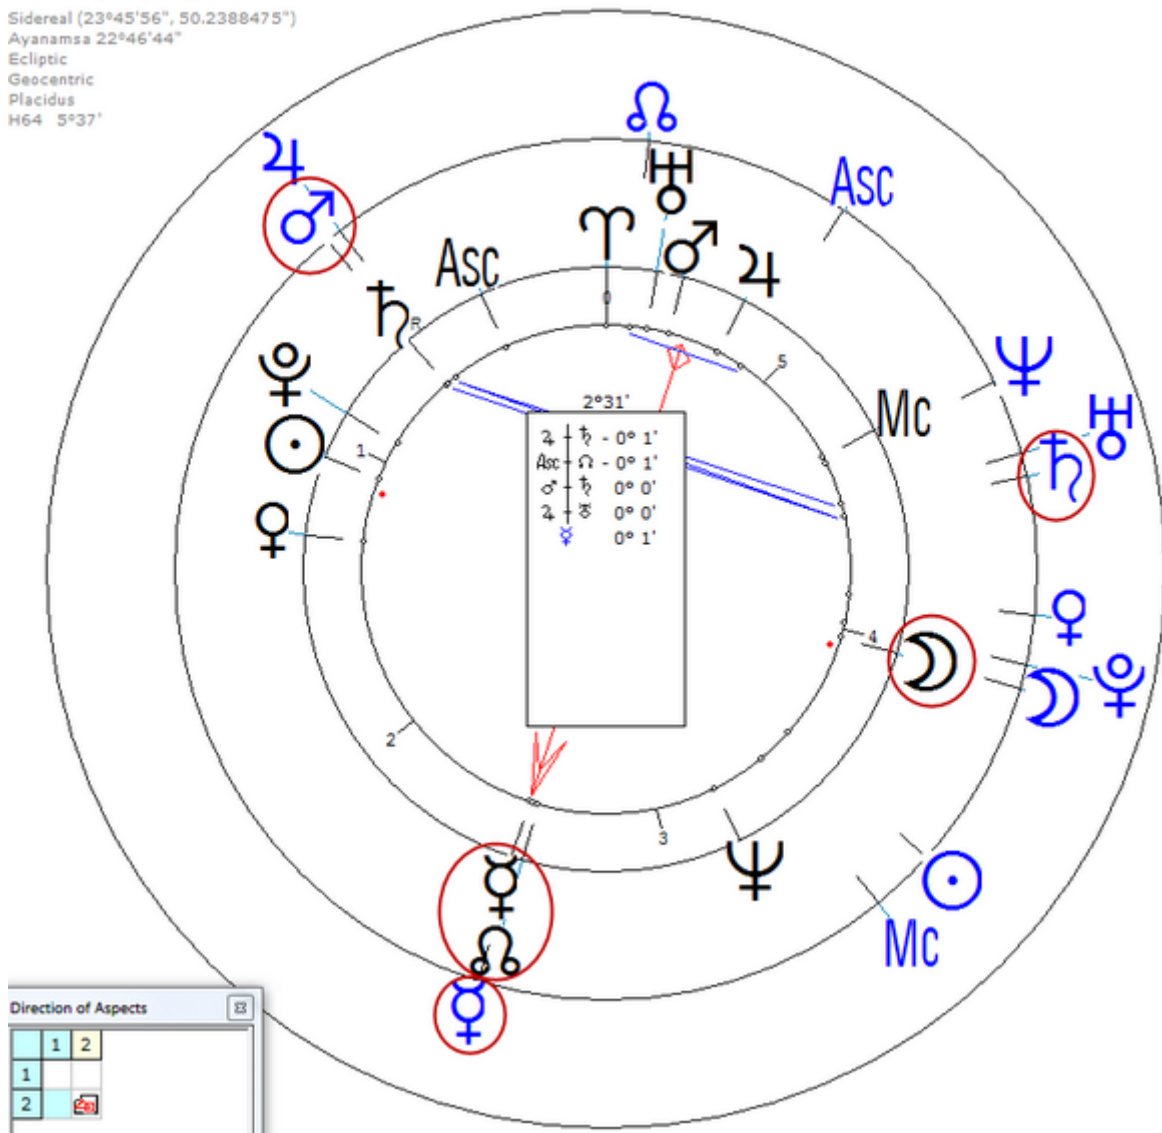 Sidereal (23°45'56", 50.2388475")
Ayanamsa 22°46'44"
Ecliptic
Geocentric
Placidus
H64 5°37'
☊
♃
♂
Asc
♅
♈
♂
♃
Asc
♄R
0
5
♆
♇
Mc
♅
☉
1
♄
2°31'
♃ ♄ - 0° 1'
Asc ☊ - 0° 1'
♂ ♄ 0° 0'
♃ ♅ 0° 0'
☿ 0° 1'
♀
♀
4
☽
☽ ♇
2
3
♆
☿
☊
☉
Mc
☿
Direction of Aspects
1 2
1
2